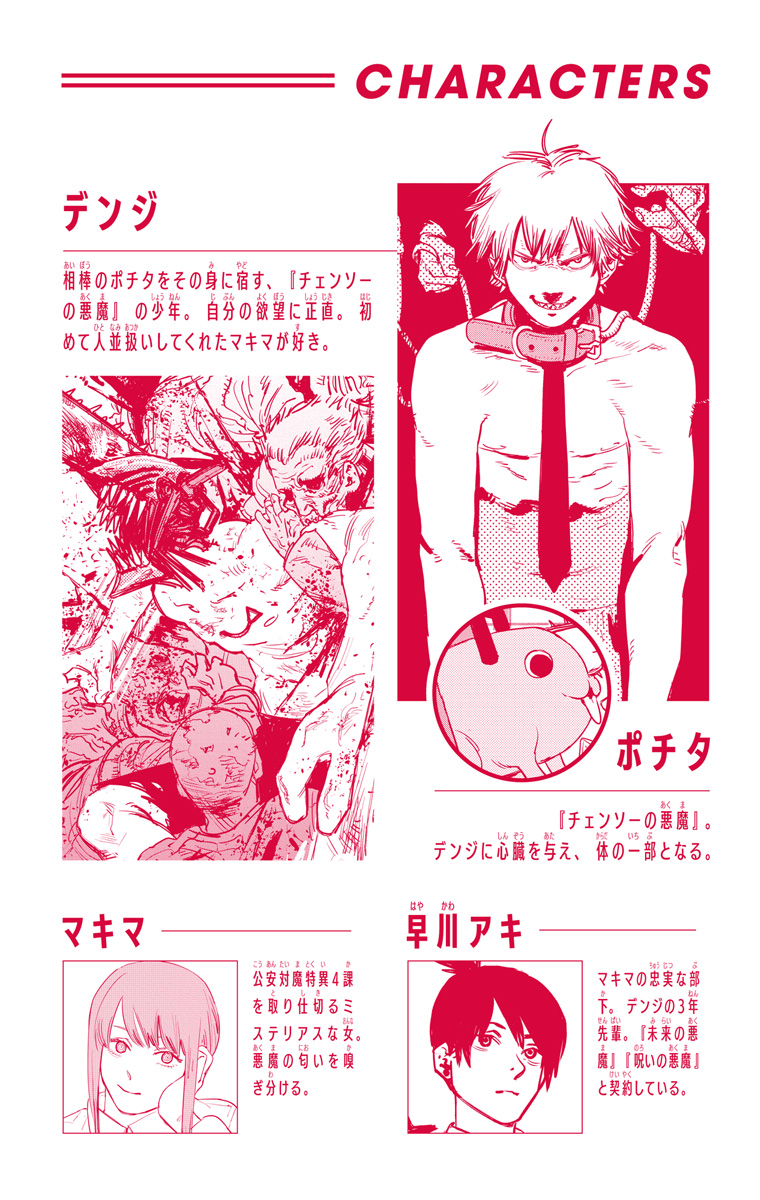 CHARACTERS
デンジ
相棒のポチタをその身に宿す、『チェンソー
の悪魔』の少年。自分の欲望に正直。初
めて人並扱いしてくれたマキマが好き。
ポチタ
『チェンソーの悪魔』。
デンジに心臓を与え、体の一部となる。
マキマ
公安対魔特異4課
を取り仕切るミ
ステリアスな女。
悪魔の匂いを嗅
ぎ分ける。
早川アキ
マキマの忠実な部
下。デンジの3年
先輩。『未来の悪
魔』『呪いの悪魔』
と契約している。